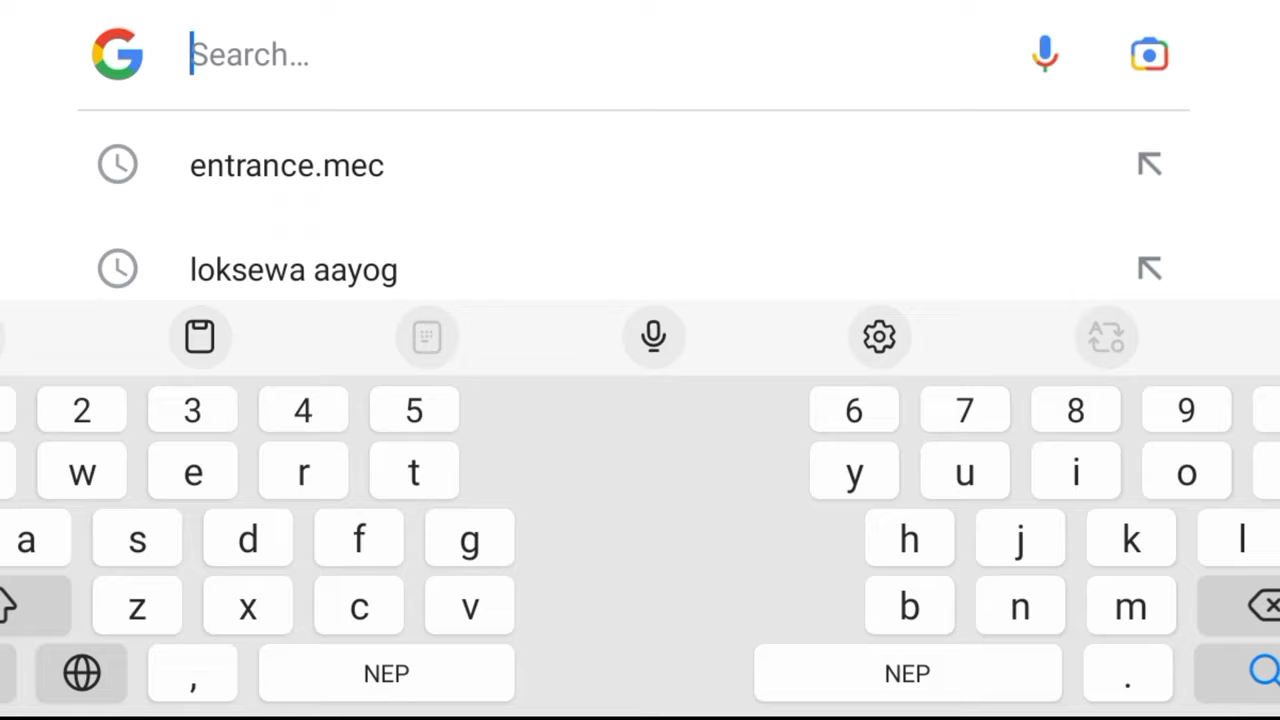 Search...
entrance.mec
loksewa aayog
2 3 4 5 6 7 8 9
w e r t y u i o
a s d f g h j k l
z x c v b n m
, NEP NEP .